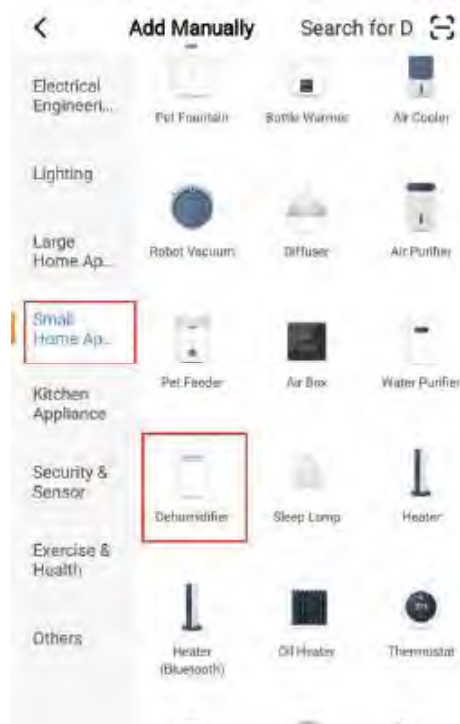 Add Manually
Search for D
Electrical
Engineeri...
Lighting
Large
Home Ap...
Small
Home Ap...
Kitchen
Appliance
Security &
Sensor
Exercise &
Health
Others
Pet Fountain
Bottle Warmer
Air Cooler
Robot Vacuum
Diffuser
Air Purifier
Pet Feeder
Air Box
Water Purifier
Dehumidifier
Sleep Lamp
Heater
Heater
(Bluetooth)
Oil Heater
Thermostat